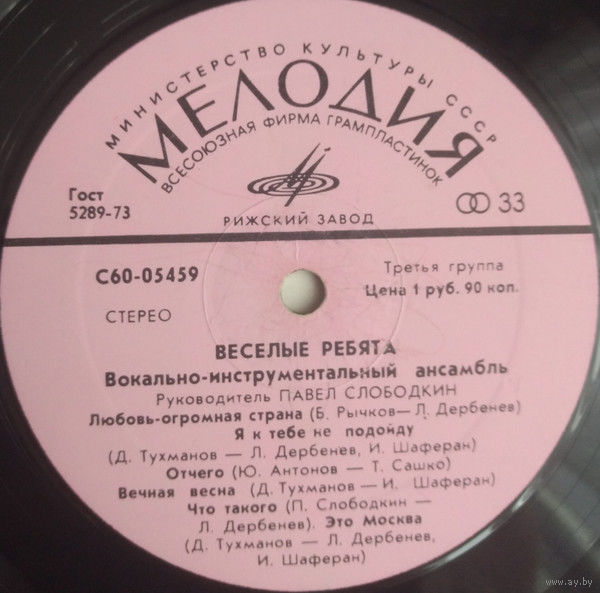 МИНИСТЕРСТВО КУЛЬТУРЫ СССР
МЕЛОДИЯ
ВСЕСОЮЗНАЯ ФИРМА ГРАМПЛАСТИНОК
Гост
5289-73
РИЖСКИЙ ЗАВОД
33
С60-05459
СТЕРЕО
Третья группа
Цена 1 руб. 90 коп.
ВЕСЕЛЫЕ РЕБЯТА
Вокально-инструментальный ансамбль
Руководитель ПАВЕЛ СЛОБОДКИН
Любовь-огромная страна (Б. Рычков— Л. Дербенев)
Я к тебе не подойду
(Д. Тухманов — Л. Дербенев, И. Шаферан)
Отчего (Ю. Антонов — Т. Сашко)
Вечная весна (Д. Тухманов —И. Шаферан)
Что такого (П. Слободкин —
Л. Дербенев). Это Москва
(Д. Тухманов — Л. Дербенев,
И. Шаферан)
www.ay.by